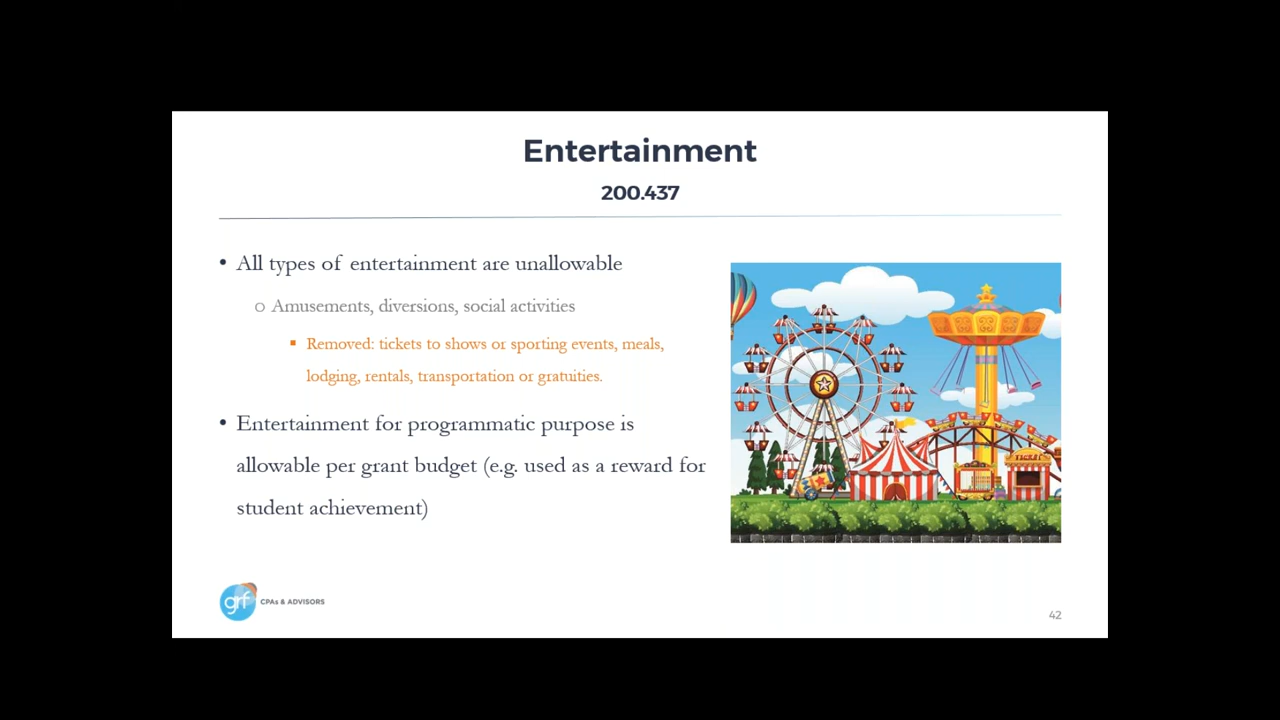 Entertainment
200.437
• All types of entertainment are unallowable
o Amusements, diversions, social activities
▪ Removed: tickets to shows or sporting events, meals,
lodging, rentals, transportation or gratuities.
• Entertainment for programmatic purpose is
allowable per grant budget (e.g. used as a reward for
student achievement)
TICKET
grf CPAs & ADVISORS
42